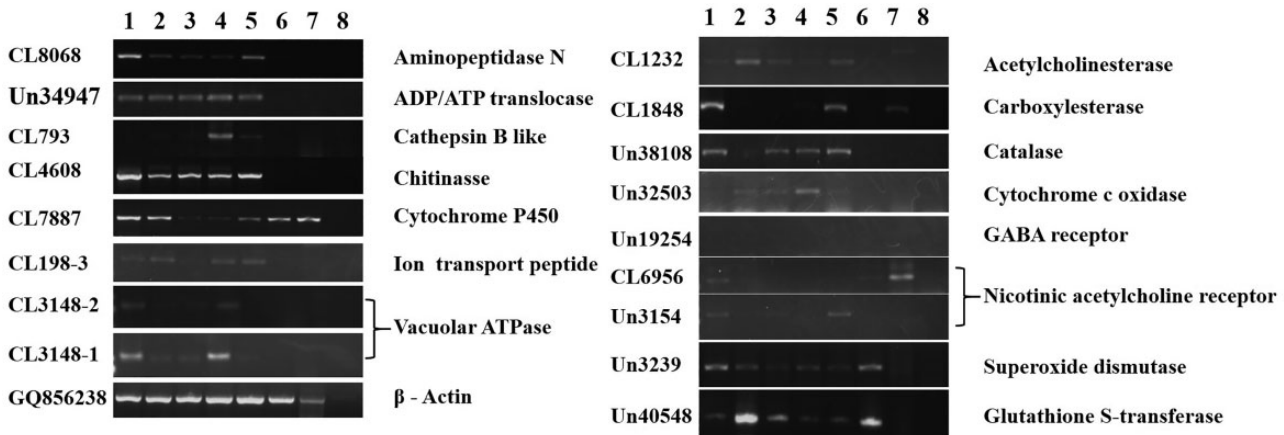 1 2 3 4 5 6 7 8
CL8068 Aminopeptidase N
Un34947 ADP/ATP translocase
CL793 Cathepsin B like
CL4608 Chitinasse
CL7887 Cytochrome P450
CL198-3 Ion transport peptide
CL3148-2
Vacuolar ATPase
CL3148-1
GQ856238 β - Actin
1 2 3 4 5 6 7 8
CL1232 Acetylcholinesterase
CL1848 Carboxylesterase
Un38108 Catalase
Un32503 Cytochrome c oxidase
Un19254 GABA receptor
CL6956
Nicotinic acetylcholine receptor
Un3154
Un3239 Superoxide dismutase
Un40548 Glutathione S-transferase